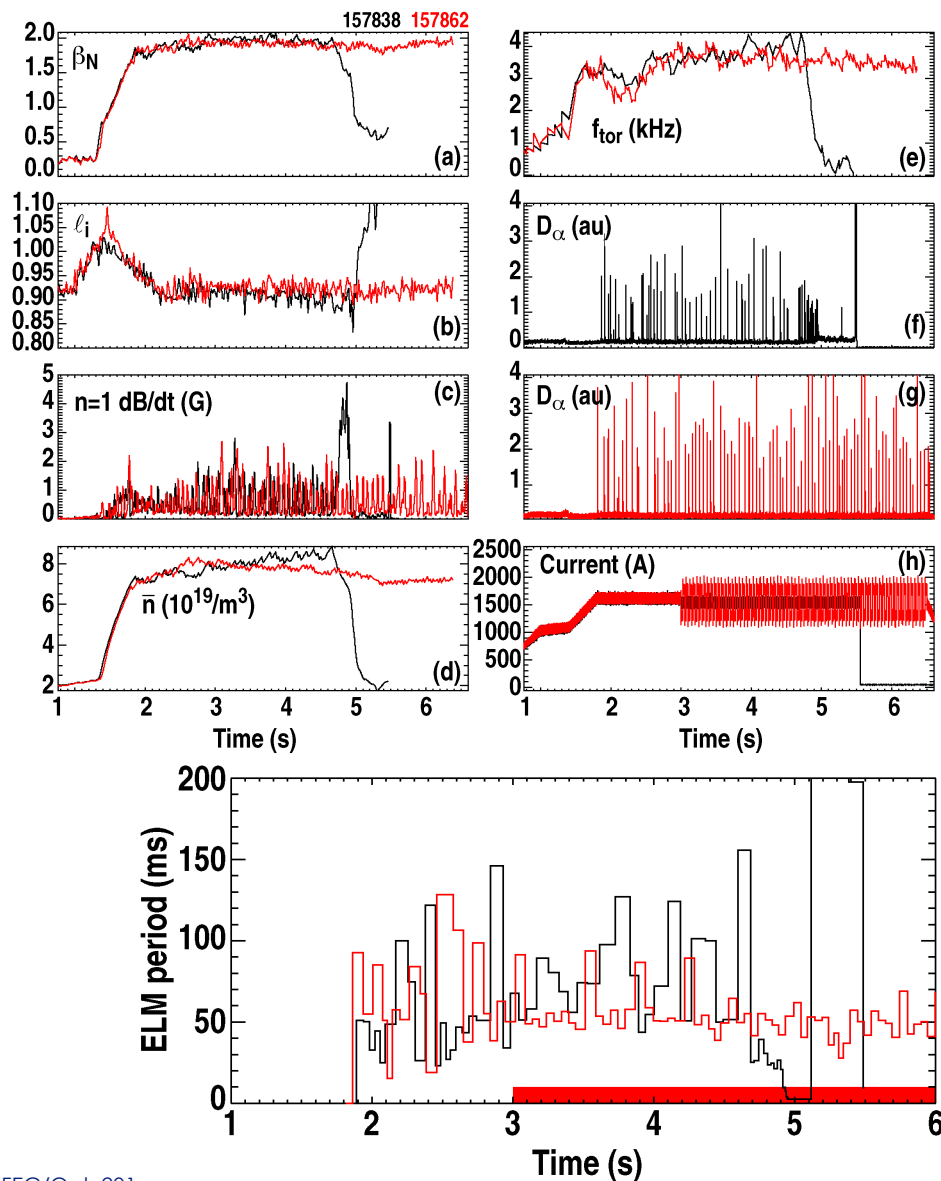 157838 157862
2.0
1.5
1.0
0.5
0.0
βN
(a)
1.10
1.05
1.00
0.95
0.90
0.85
0.80
ℓi
(b)
5
4
3
2
1
0
n=1 dB/dt (G)
(c)
8
6
4
2
n̅ (10^19/m^3)
(d)
1 2 3 4 5 6
Time (s)
4
3
2
1
0
ftor (kHz)
(e)
4
3
2
1
0
Dα (au)
(f)
4
3
2
1
Dα (au)
(g)
2500
2000
1500
1000
500
0
Current (A)
(h)
1 2 3 4 5 6
Time (s)
200
150
100
50
0
ELM period (ms)
1 2 3 4 5 6
Time (s)